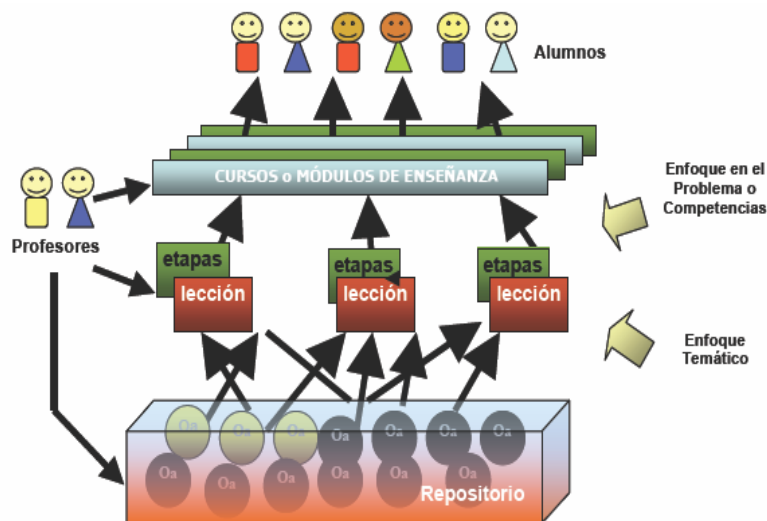 Alumnos
CURSOS o MÓDULOS DE ENSEÑANZA
Enfoque en el
Problema o
Competencias
Profesores
etapas
lección
etapas
lección
etapas
lección
Enfoque
Temático
Oa Oa Oa Oa Oa Oa Oa
Oa Oa Oa Oa Oa Oa
Repositorio